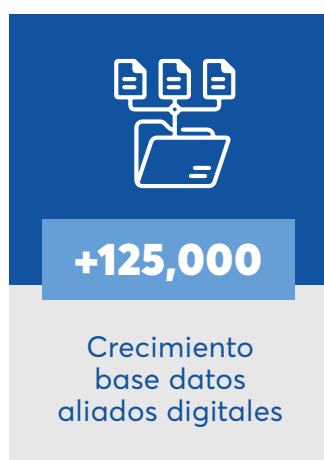 +125,000
Crecimiento
base datos
aliados digitales